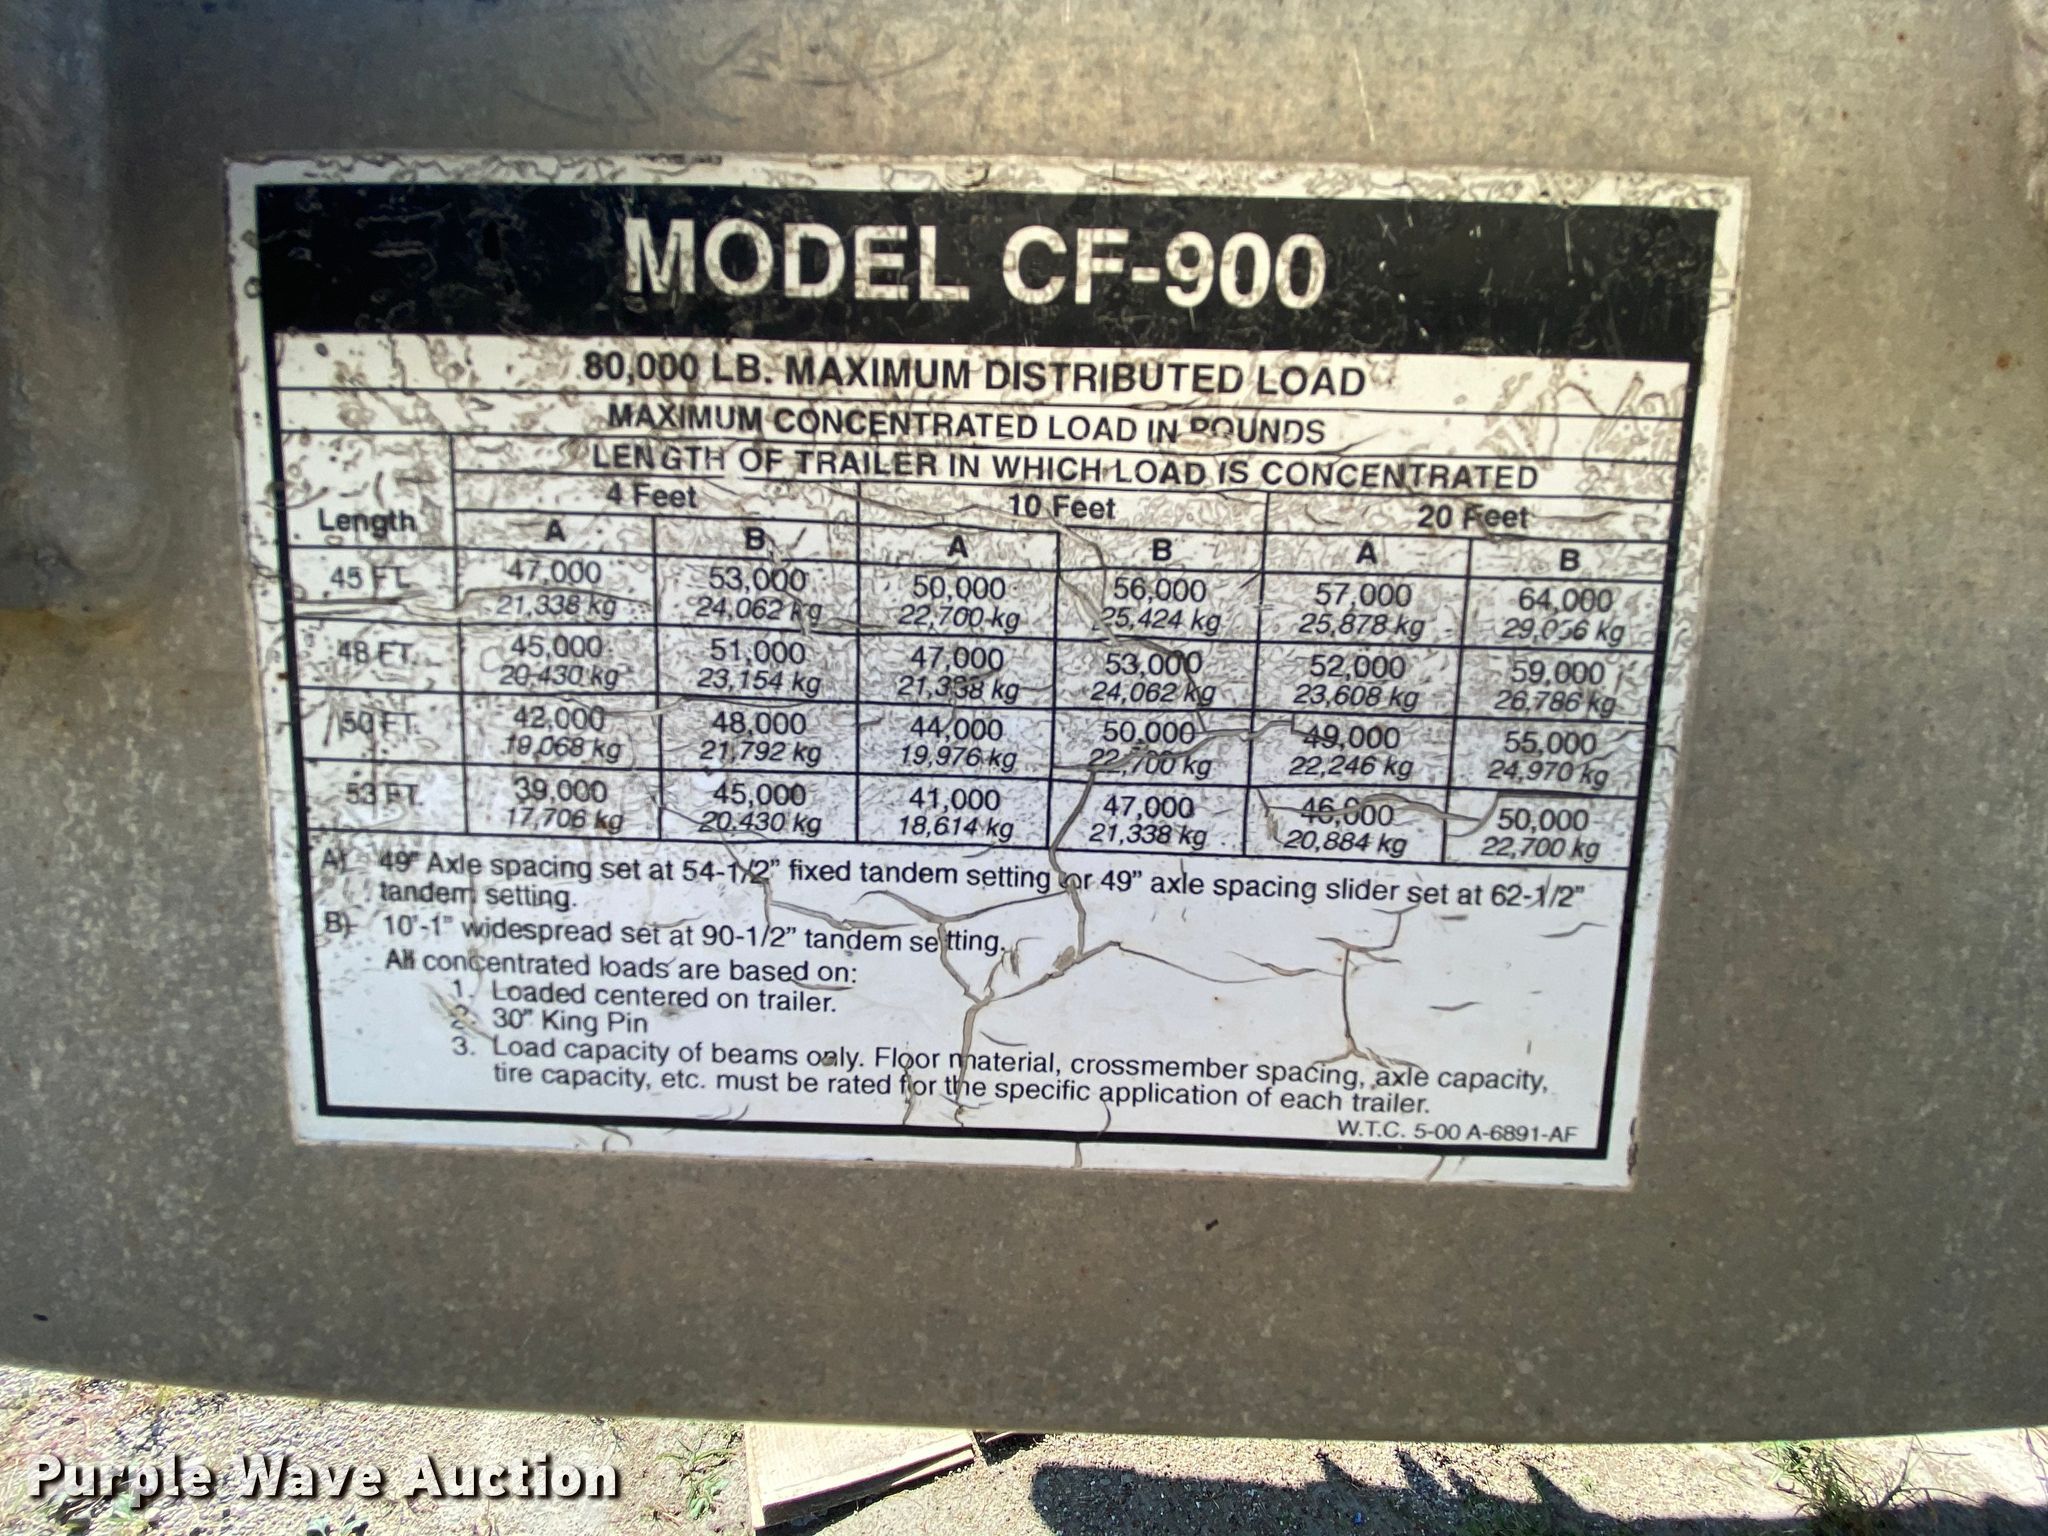 MODEL CF-900
80,000 LB. MAXIMUM DISTRIBUTED LOAD
MAXIMUM CONCENTRATED LOAD IN POUNDS
LENGTH OF TRAILER IN WHICH LOAD IS CONCENTRATED
4 Feet 10 Feet 20 Feet
Length A B A B A B
45 FT. 47,000 53,000 50,000 56,000 57,000 64,000
21,338 kg 24,062 kg 22,700 kg 25,424 kg 25,878 kg 29,056 kg
48 FT. 45,000 51,000 47,000 53,000 52,000 59,000
20,430 kg 23,154 kg 21,338 kg 24,062 kg 23,608 kg 26,786 kg
50 FT. 42,000 48,000 44,000 50,000 49,000 55,000
19,068 kg 21,792 kg 19,976 kg 22,700 kg 22,246 kg 24,970 kg
53 FT. 39,000 45,000 41,000 47,000 46,000 50,000
17,706 kg 20,430 kg 18,614 kg 21,338 kg 20,884 kg 22,700 kg
A) 49" Axle spacing set at 54-1/2" fixed tandem setting or 49" axle spacing slider set at 62-1/2"
tandem setting.
B) 10'-1" widespread set at 90-1/2" tandem setting.
All concentrated loads are based on:
1. Loaded centered on trailer.
2. 30" King Pin
3. Load capacity of beams only. Floor material, crossmember spacing, axle capacity,
tire capacity, etc. must be rated for the specific application of each trailer.
W.T.C. 5-00 A-6891-AF
Purple Wave Auction